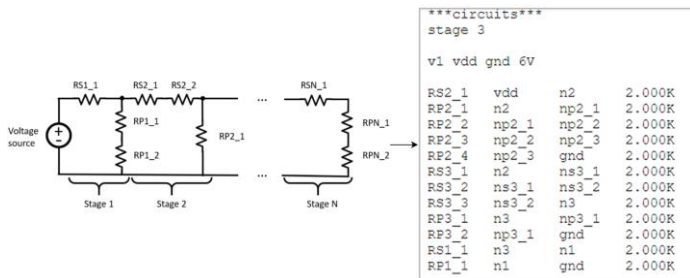 RS1_1
RS2_1
RS2_2
...
RSN_1
RP1_1
RP1_2
RP2_1
RPN_1
RPN_2
Voltage
source
...
Stage 1
Stage 2
Stage N
***circuits***
stage 3
v1 vdd gnd 6V
RS2_1 vdd n2 2.000K
RP2_1 n2 np2_1 2.000K
RP2_2 np2_1 np2_2 2.000K
RP2_3 np2_2 np2_3 2.000K
RP2_4 np2_3 gnd 2.000K
RS3_1 n2 ns3_1 2.000K
RS3_2 ns3_1 ns3_2 2.000K
RS3_3 ns3_2 n3 2.000K
RP3_1 n3 np3_1 2.000K
RP3_2 np3_1 gnd 2.000K
RS1_1 n3 n1 2.000K
RP1_1 n1 gnd 2.000K